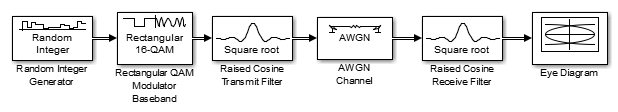 Random
Integer
Random Integer
Generator
Rectangular
16-QAM
Rectangular QAM
Modulator
Baseband
Square root
Raised Cosine
Transmit Filter
AWGN
AWGN
Channel
Square root
Raised Cosine
Receive Filter
Eye Diagram